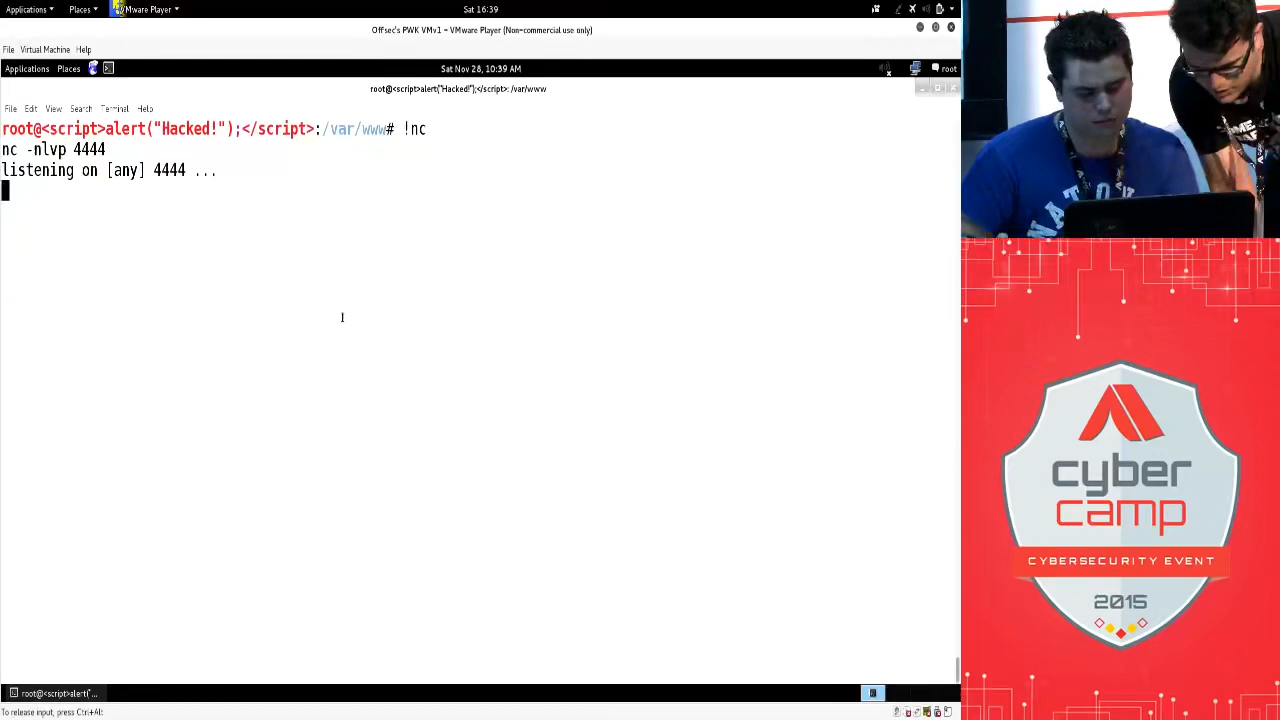 Applications Places VMware Player Sat 16:39
Offsec's PWK VMv1 - VMware Player (Non-commercial use only)
File Virtual Machine Help
Applications Places Sat Nov 28, 10:39 AM root
root@<script>alert("Hacked!");</script>: /var/www
File Edit View Search Terminal Help
root@<script>alert("Hacked!");</script>:/var/www# !nc
nc -nlvp 4444
listening on [any] 4444 ...
root@<script>alert("...
To release input, press Ctrl+Alt
cyber
camp
CYBERSECURITY EVENT
2015